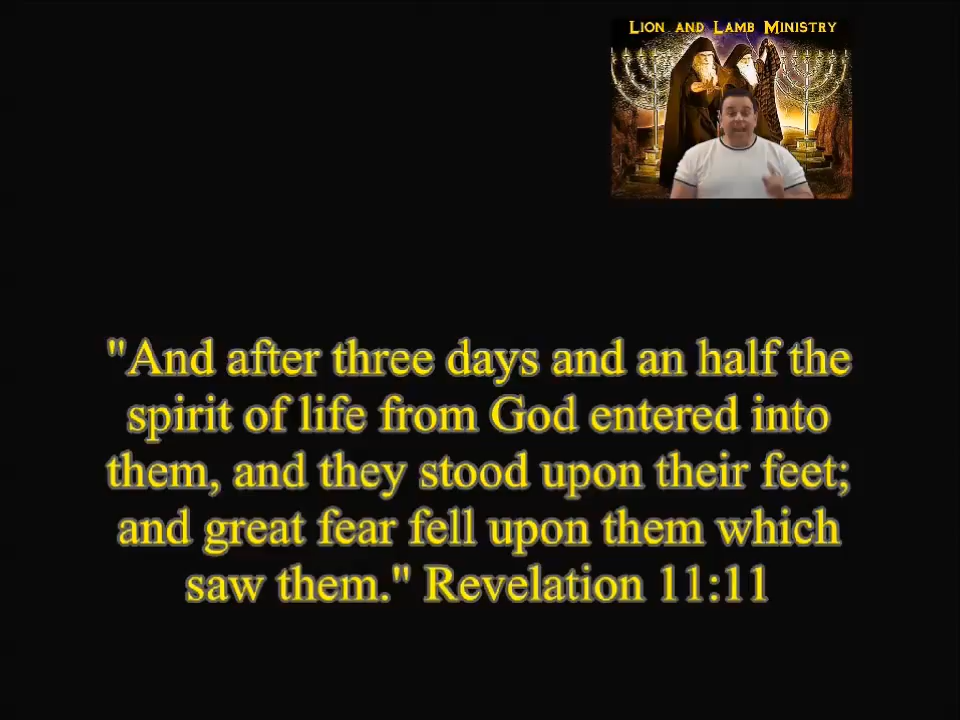 LION AND LAMB MINISTRY
"And after three days and an half the
spirit of life from God entered into
them, and they stood upon their feet;
and great fear fell upon them which
saw them." Revelation 11:11